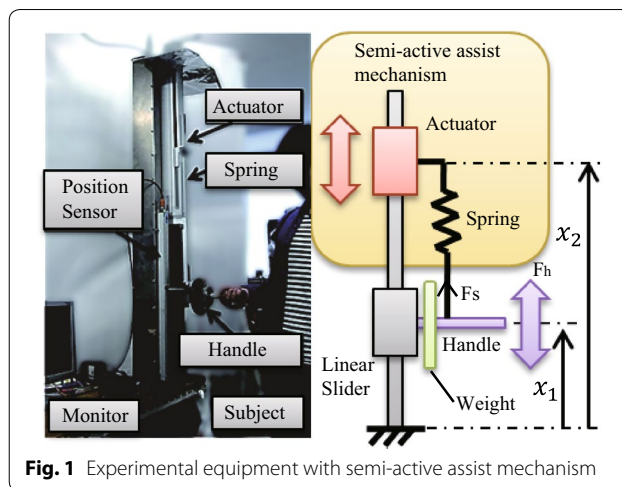 Actuator
Spring
Position
Sensor
Handle
Monitor
Subject
Semi-active assist
mechanism
Actuator
Spring
x₂
Fs
Fh
Handle
Linear
Slider
Weight
x₁
Fig. 1 Experimental equipment with semi-active assist mechanism